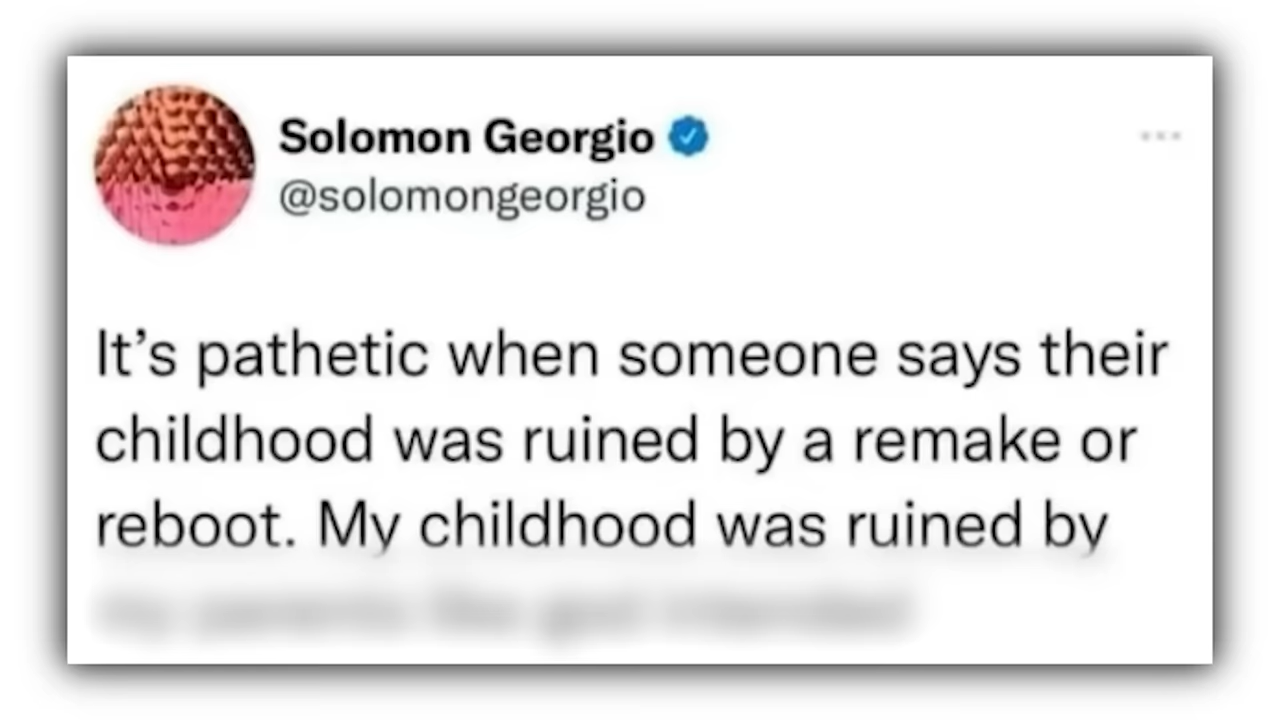 Solomon Georgio
@solomongeorgio
It’s pathetic when someone says their
childhood was ruined by a remake or
reboot. My childhood was ruined by